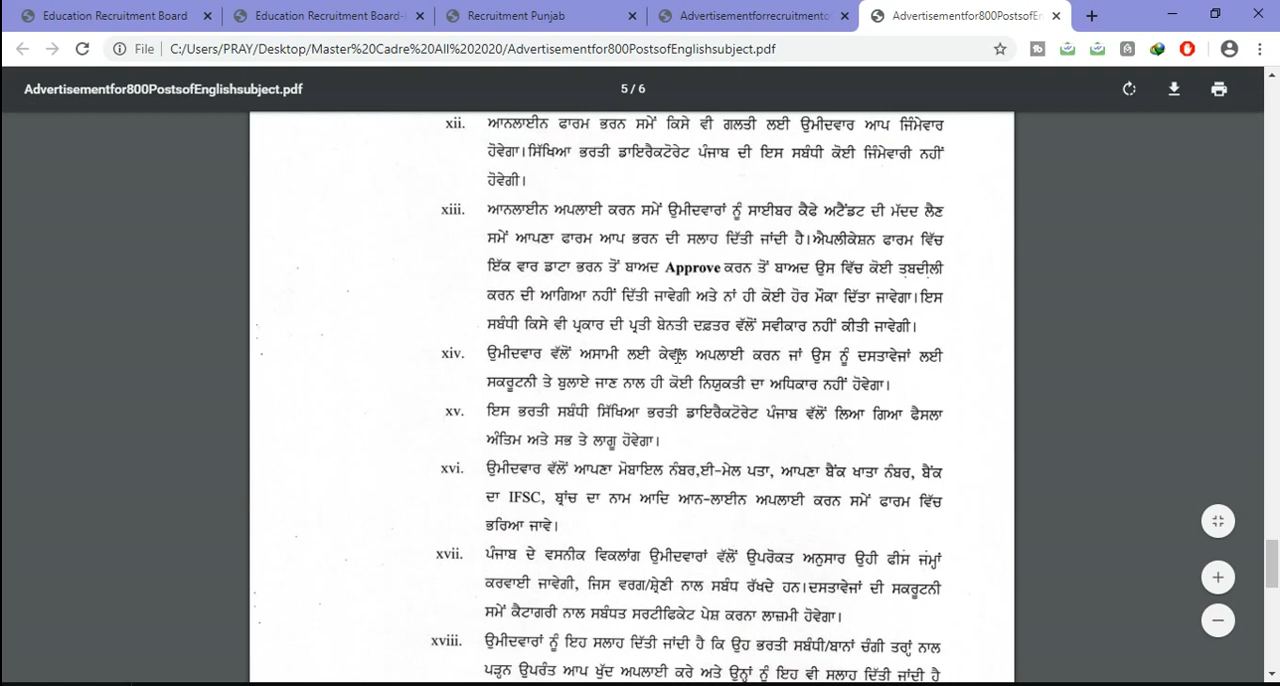 Education Recruitment Board
Education Recruitment Board-
Recruitment Punjab
Advertisementforrecruitmento
Advertisementfor800PostsofEn
File
C:/Users/PRAY/Desktop/Master%20Cadre%20All%202020/Advertisementfor800PostsofEnglishsubject.pdf
Advertisementfor800PostsofEnglishsubject.pdf
5 / 6
xii. ਆਨਲਾਈਨ ਫਾਰਮ ਭਰਨ ਸਮੇਂ ਕਿਸੇ ਵੀ ਗਲਤੀ ਲਈ ਉਮੀਦਵਾਰ ਆਪ ਜਿੰਮੇਵਾਰ
ਹੋਵੇਗਾ। ਸਿੱਖਿਆ ਭਰਤੀ ਡਾਇਰੈਕਟੋਰੇਟ ਪੰਜਾਬ ਦੀ ਇਸ ਸਬੰਧੀ ਕੋਈ ਜਿੰਮੇਵਾਰੀ ਨਹੀਂ
ਹੋਵੇਗੀ।
xiii. ਆਨਲਾਈਨ ਅਪਲਾਈ ਕਰਨ ਸਮੇਂ ਉਮੀਦਵਾਰਾਂ ਨੂੰ ਸਾਈਬਰ ਕੈਫੇ ਅਟੈਂਡਟ ਦੀ ਮੱਦਦ ਲੈਣ
ਸਮੇਂ ਆਪਣਾ ਫਾਰਮ ਆਪ ਭਰਨ ਦੀ ਸਲਾਹ ਦਿੱਤੀ ਜਾਂਦੀ ਹੈ। ਐਪਲੀਕੇਸ਼ਨ ਫਾਰਮ ਵਿੱਚ
ਇੱਕ ਵਾਰ ਡਾਟਾ ਭਰਨ ਤੋਂ ਬਾਅਦ Approve ਕਰਨ ਤੋਂ ਬਾਅਦ ਉਸ ਵਿੱਚ ਕੋਈ ਤਬਦੀਲੀ
ਕਰਨ ਦੀ ਆਗਿਆ ਨਹੀਂ ਦਿੱਤੀ ਜਾਵੇਗੀ ਅਤੇ ਨਾਂ ਹੀ ਕੋਈ ਹੋਰ ਮੌਕਾ ਦਿੱਤਾ ਜਾਵੇਗਾ। ਇਸ
ਸਬੰਧੀ ਕਿਸੇ ਵੀ ਪ੍ਰਕਾਰ ਦੀ ਪ੍ਰਤੀ ਬੇਨਤੀ ਦਫ਼ਤਰ ਵੱਲੋਂ ਸਵੀਕਾਰ ਨਹੀਂ ਕੀਤੀ ਜਾਵੇਗੀ।
xiv. ਉਮੀਦਵਾਰ ਵੱਲੋਂ ਅਸਾਮੀ ਲਈ ਕੇਵਲ ਅਪਲਾਈ ਕਰਨ ਜਾਂ ਉਸ ਨੂੰ ਦਸਤਾਵੇਜਾਂ ਲਈ
ਸਕਰੂਟਨੀ ਤੇ ਬੁਲਾਏ ਜਾਣ ਨਾਲ ਹੀ ਕੋਈ ਨਿਯੁਕਤੀ ਦਾ ਅਧਿਕਾਰ ਨਹੀਂ ਹੋਵੇਗਾ।
xv. ਇਸ ਭਰਤੀ ਸਬੰਧੀ ਸਿੱਖਿਆ ਭਰਤੀ ਡਾਇਰੈਕਟੋਰੇਟ ਪੰਜਾਬ ਵੱਲੋਂ ਲਿਆ ਗਿਆ ਫੈਸਲਾ
ਅੰਤਿਮ ਅਤੇ ਸਭ ਤੇ ਲਾਗੂ ਹੋਵੇਗਾ।
xvi. ਉਮੀਦਵਾਰ ਵੱਲੋਂ ਆਪਣਾ ਮੋਬਾਇਲ ਨੰਬਰ,ਈ-ਮੇਲ ਪਤਾ, ਆਪਣਾ ਬੈਂਕ ਖਾਤਾ ਨੰਬਰ, ਬੈਂਕ
ਦਾ IFSC, ਬ੍ਰਾਂਚ ਦਾ ਨਾਮ ਆਦਿ ਆਨ-ਲਾਈਨ ਅਪਲਾਈ ਕਰਨ ਸਮੇਂ ਫਾਰਮ ਵਿੱਚ
ਭਰਿਆ ਜਾਵੇ।
xvii. ਪੰਜਾਬ ਦੇ ਵਸਨੀਕ ਵਿਕਲਾਂਗ ਉਮੀਦਵਾਰਾਂ ਵੱਲੋਂ ਉਪਰੋਕਤ ਅਨੁਸਾਰ ਉਹੀ ਫੀਸ ਜਮ੍ਹਾਂ
ਕਰਵਾਈ ਜਾਵੇਗੀ, ਜਿਸ ਵਰਗ/ਸ਼੍ਰੇਣੀ ਨਾਲ ਸਬੰਧ ਰੱਖਦੇ ਹਨ। ਦਸਤਾਵੇਜਾਂ ਦੀ ਸਕਰੂਟਨੀ
ਸਮੇਂ ਕੈਟਾਗਰੀ ਨਾਲ ਸਬੰਧਤ ਸਰਟੀਫਿਕੇਟ ਪੇਸ਼ ਕਰਨਾ ਲਾਜ਼ਮੀ ਹੋਵੇਗਾ।
xviii. ਉਮੀਦਵਾਰਾਂ ਨੂੰ ਇਹ ਸਲਾਹ ਦਿੱਤੀ ਜਾਂਦੀ ਹੈ ਕਿ ਉਹ ਭਰਤੀ ਸਬੰਧੀ/ਬਾਨਾਂ ਚੰਗੀ ਤਰ੍ਹਾਂ ਨਾਲ
ਪੜ੍ਹਨ ਉਪਰੰਤ ਆਪ ਖੁੱਦ ਅਪਲਾਈ ਕਰੇ ਅਤੇ ਉਨ੍ਹਾਂ ਨੂੰ ਇਹ ਵੀ ਸਲਾਹ ਦਿੱਤੀ ਜਾਂਦੀ ਹੈ